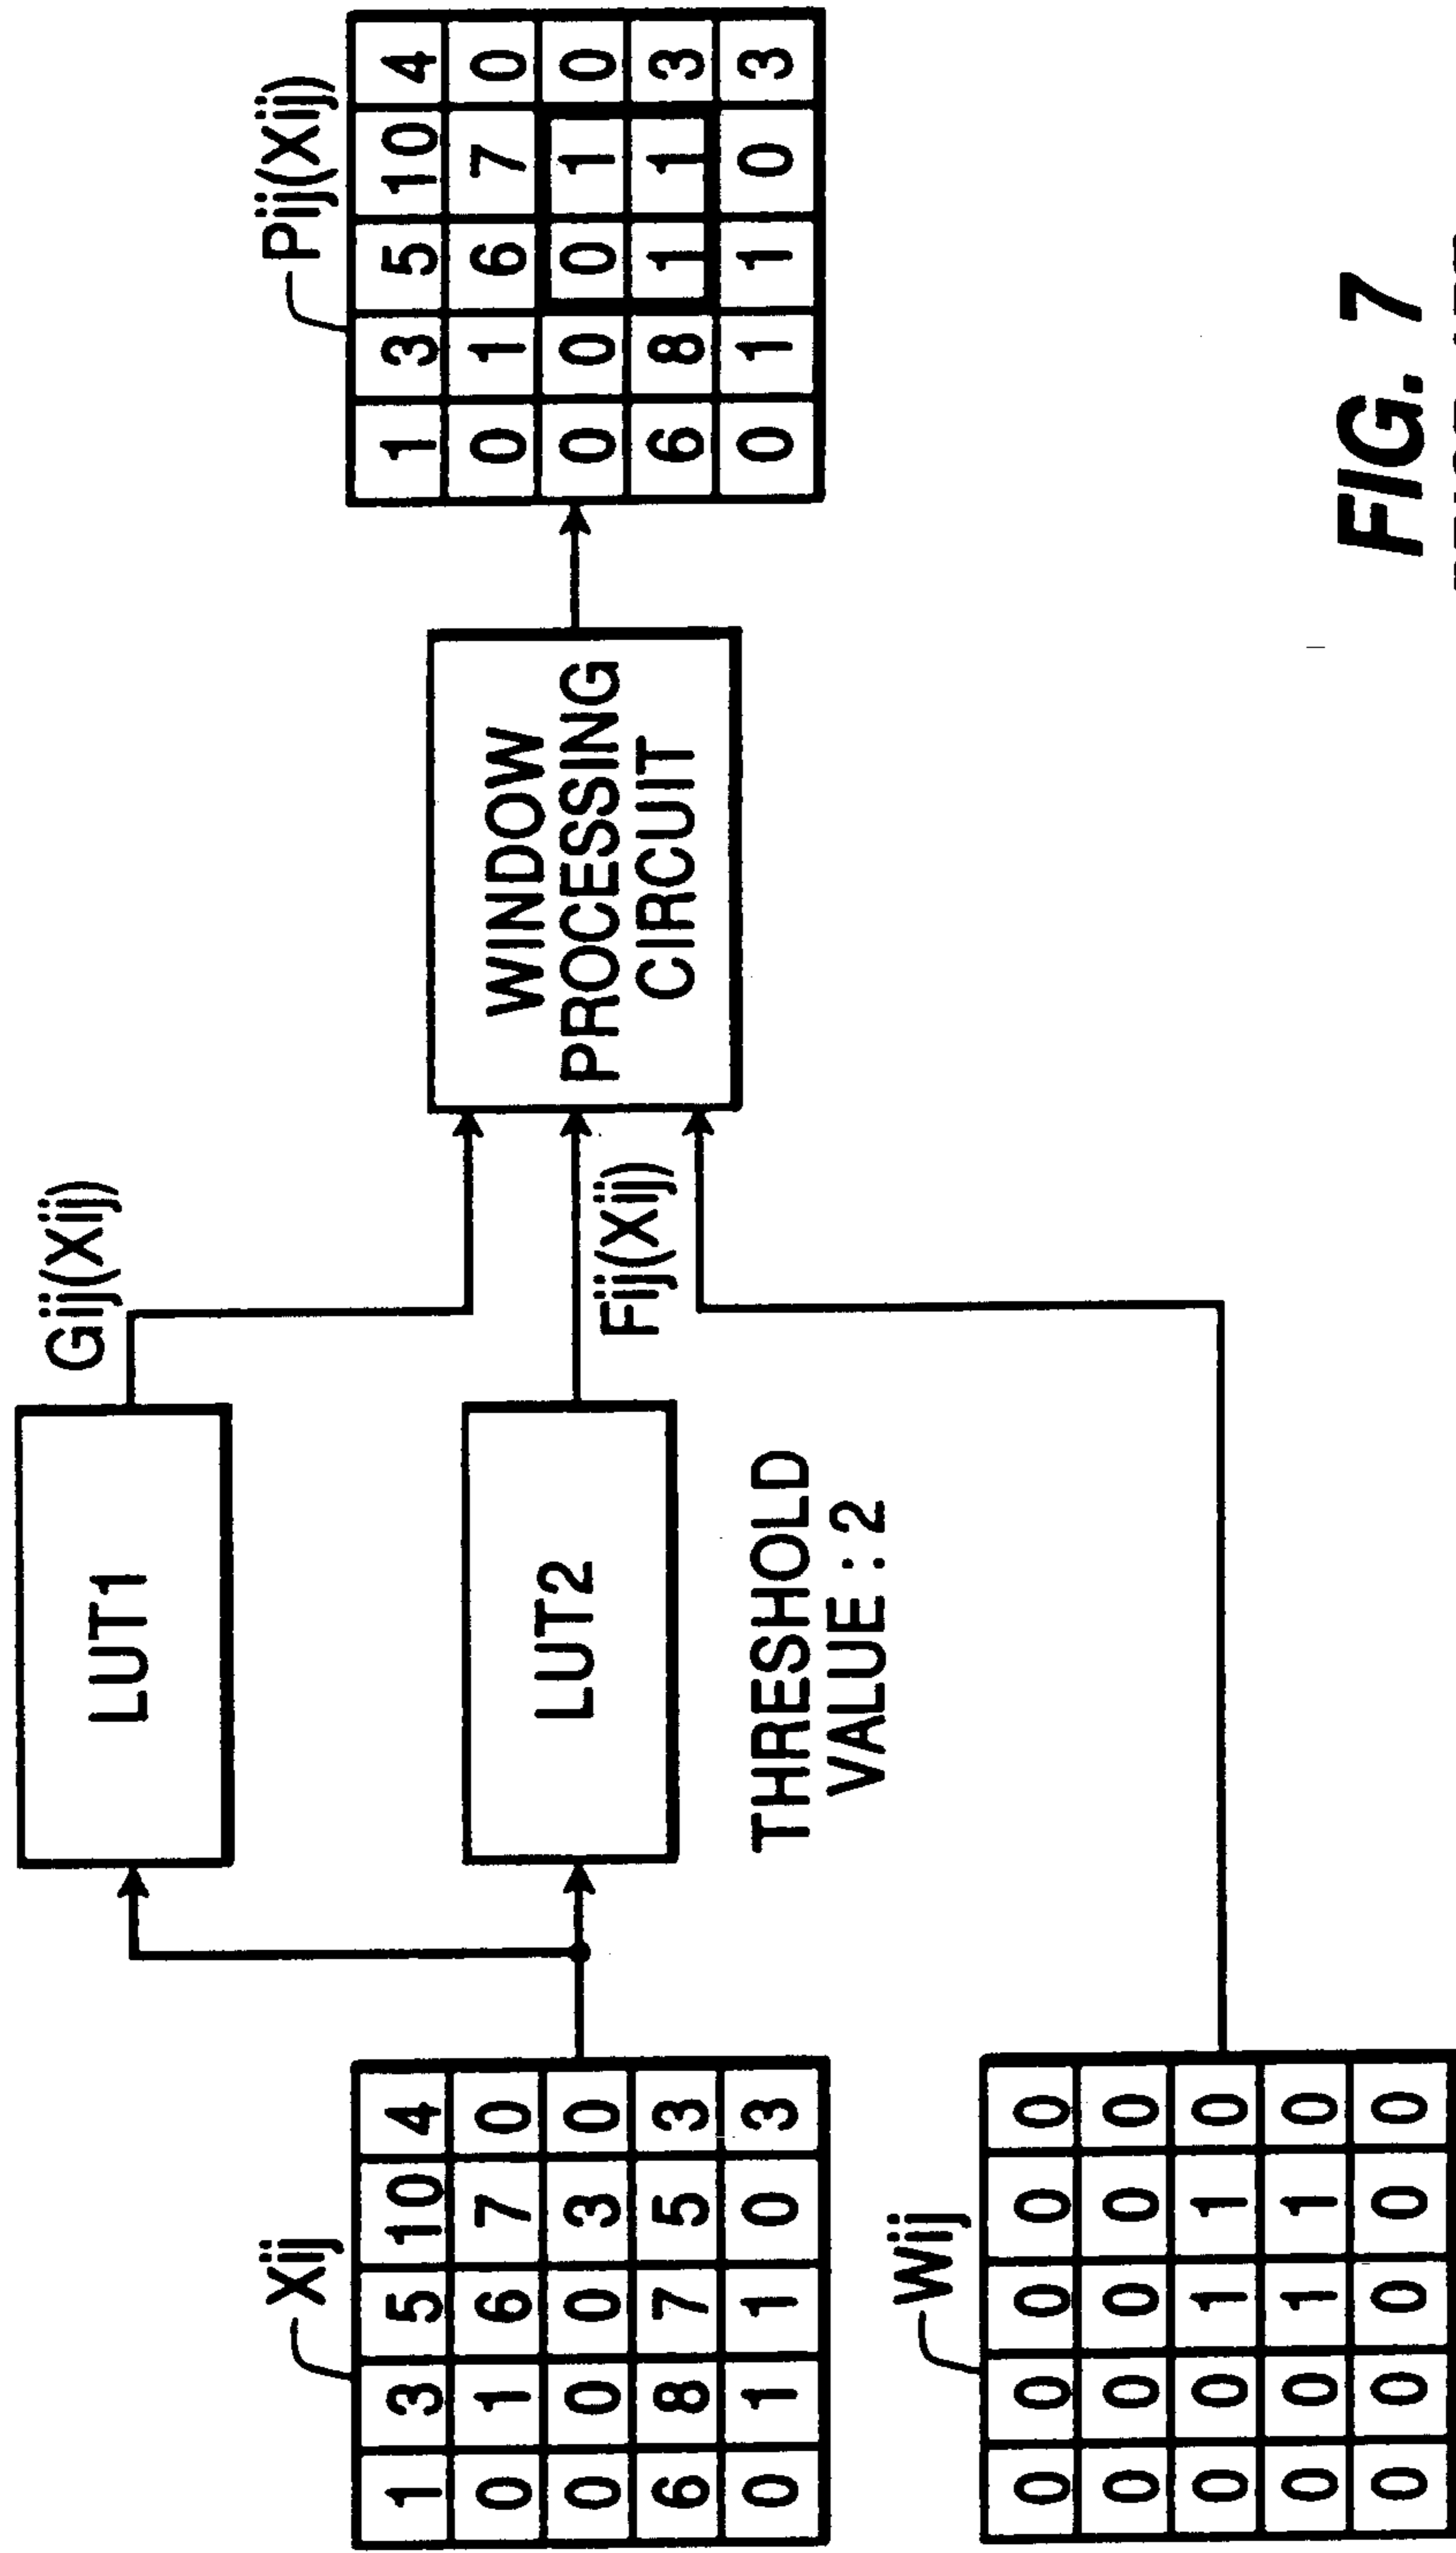 LUT1
Gij(Xij)
Xij
1 3 5 10 4
0 1 6 7 0
0 0 0 3 0
6 8 7 5 3
0 1 1 0 3
LUT2
Fij(Xij)
THRESHOLD
VALUE : 2
WINDOW
PROCESSING
CIRCUIT
Pij(Xij)
1 3 5 10 4
0 1 6 7 0
0 0 0 1 0
6 8 1 1 3
0 1 1 0 3
Wij
0 0 0 0 0
0 0 0 0 0
0 0 1 1 0
0 0 1 1 0
0 0 0 0 0
FIG. 7